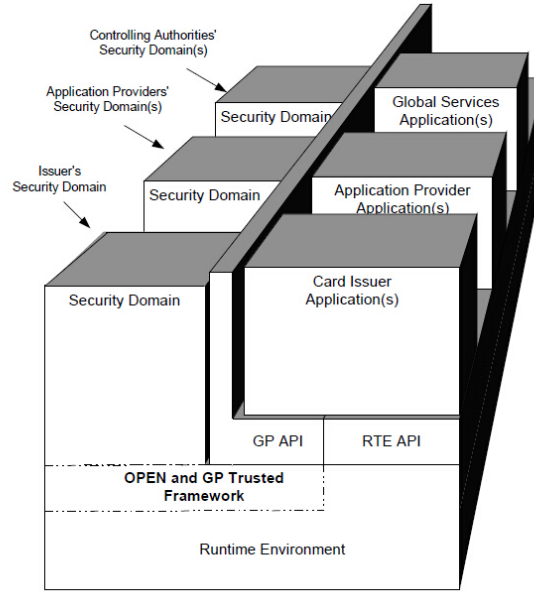 Controlling Authorities'
Security Domain(s)
Application Providers'
Security Domain(s)
Issuer's
Security Domain
Security Domain
Security Domain
Security Domain
Global Services
Application(s)
Application Provider
Application(s)
Card Issuer
Application(s)
GP API
RTE API
OPEN and GP Trusted
Framework
Runtime Environment